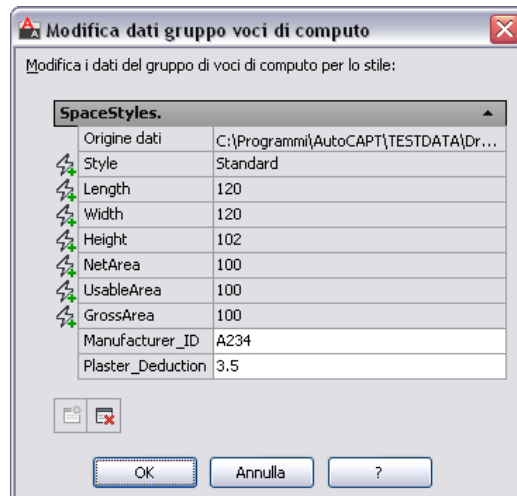 Modifica dati gruppo voci di computo
Modifica i dati del gruppo di voci di computo per lo stile:
SpaceStyles.
Origine dati C:\Programmi\AutoCAPT\TESTDATA\Dr...
Style Standard
Length 120
Width 120
Height 102
NetArea 100
UsableArea 100
GrossArea 100
Manufacturer_ID A234
Plaster_Deduction 3.5
OK Annulla ?